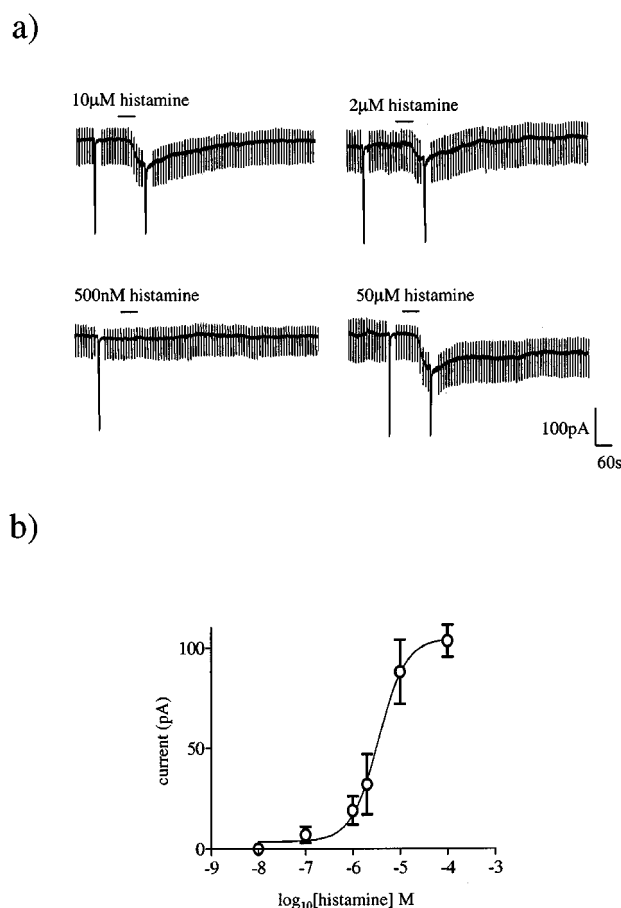 a)
10μM histamine
2μM histamine
500nM histamine
50μM histamine
100pA
60s
b)
100
50
0
current (pA)
-9 -8 -7 -6 -5 -4 -3
log10[histamine] M